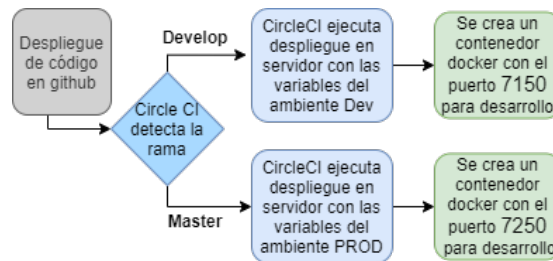 Despliegue
de código
en github
Develop
Circle CI
detecta la
rama
Master
CircleCI ejecuta
despliegue en
servidor con las
variables del
ambiente Dev
Se crea un
contenedor
docker con el
puerto 7150
para desarrollo
CircleCI ejecuta
despliegue en
servidor con las
variables del
ambiente PROD
Se crea un
contenedor
docker con el
puerto 7250
para desarrollo